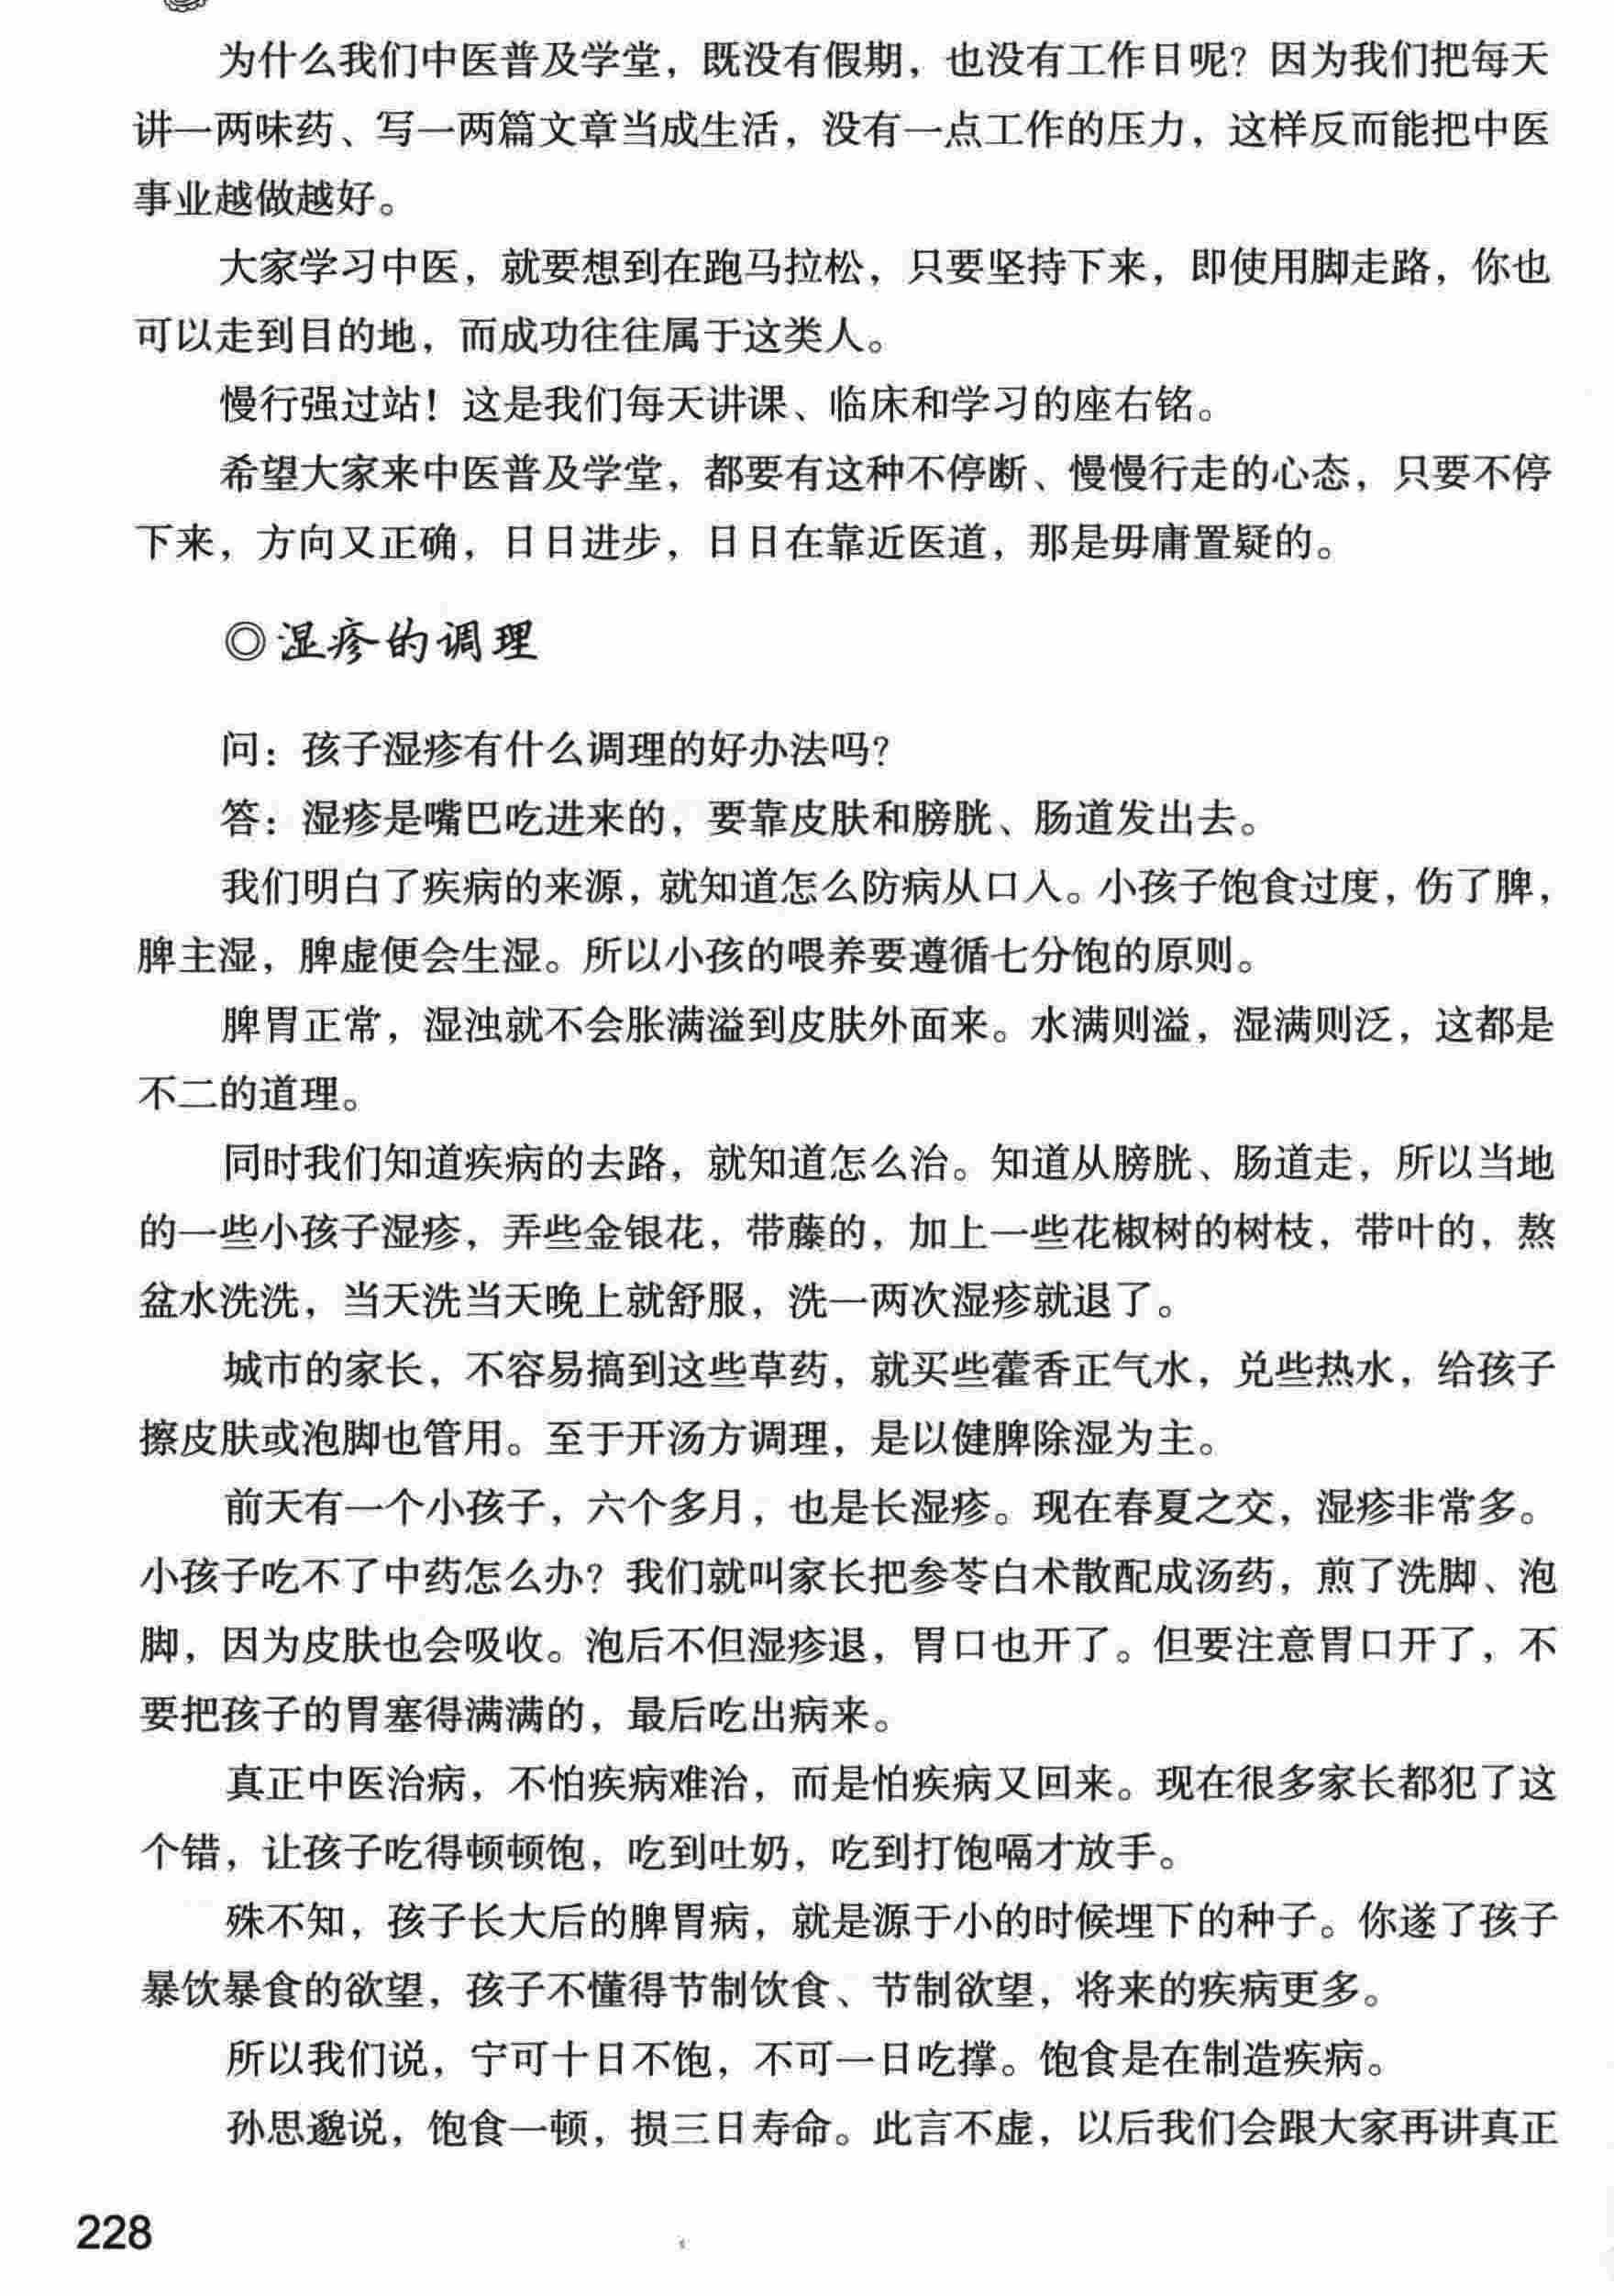 为什么我们中医普及学堂，既没有假期，也没有工作日呢？因为我们把每天
讲一两味药、写一两篇文章当成生活，没有一点工作的压力，这样反而能把中医
事业越做越好。
大家学习中医，就要想到在跑马拉松，只要坚持下来，即使用脚走路，你也
可以走到目的地，而成功往往属于这类人。
慢行强过站！这是我们每天讲课、临床和学习的座右铭。
希望大家来中医普及学堂，都要有这种不停断、慢慢行走的心态，只要不停
下来，方向又正确，日日进步，日日在靠近医道，那是毋庸置疑的。
◎湿疹的调理
问：孩子湿疹有什么调理的好办法吗？
答：湿疹是嘴巴吃进来的，要靠皮肤和膀胱、肠道发出去。
我们明白了疾病的来源，就知道怎么防病从口入。小孩子饱食过度，伤了脾，
脾主湿，脾虚便会生湿。所以小孩的喂养要遵循七分饱的原则。
脾胃正常，湿浊就不会胀满溢到皮肤外面来。水满则溢，湿满则泛，这都是
不二的道理。
同时我们知道疾病的去路，就知道怎么治。知道从膀胱、肠道走，所以当地
的一些小孩子湿疹，弄些金银花，带藤的，加上一些花椒树的树枝，带叶的，熬
盆水洗洗，当天洗当天晚上就舒服，洗一两次湿疹就退了。
城市的家长，不容易搞到这些草药，就买些藿香正气水，兑些热水，给孩子
擦皮肤或泡脚也管用。至于开汤方调理，是以健脾除湿为主。
前天有一个小孩子，六个多月，也是长湿疹。现在春夏之交，湿疹非常多。
小孩子吃不了中药怎么办？我们就叫家长把参苓白术散配成汤药，煎了洗脚、泡
脚，因为皮肤也会吸收。泡后不但湿疹退，胃口也开了。但要注意胃口开了，不
要把孩子的胃塞得满满的，最后吃出病来。
真正中医治病，不怕疾病难治，而是怕疾病又回来。现在很多家长都犯了这
个错，让孩子吃得顿顿饱，吃到吐奶，吃到打饱嗝才放手。
殊不知，孩子长大后的脾胃病，就是源于小的时候埋下的种子。你遂了孩子
暴饮暴食的欲望，孩子不懂得节制饮食、节制欲望，将来的疾病更多。
所以我们说，宁可十日不饱，不可一日吃撑。饱食是在制造疾病。
孙思邈说，饱食一顿，损三日寿命。此言不虚，以后我们会跟大家再讲真正
228